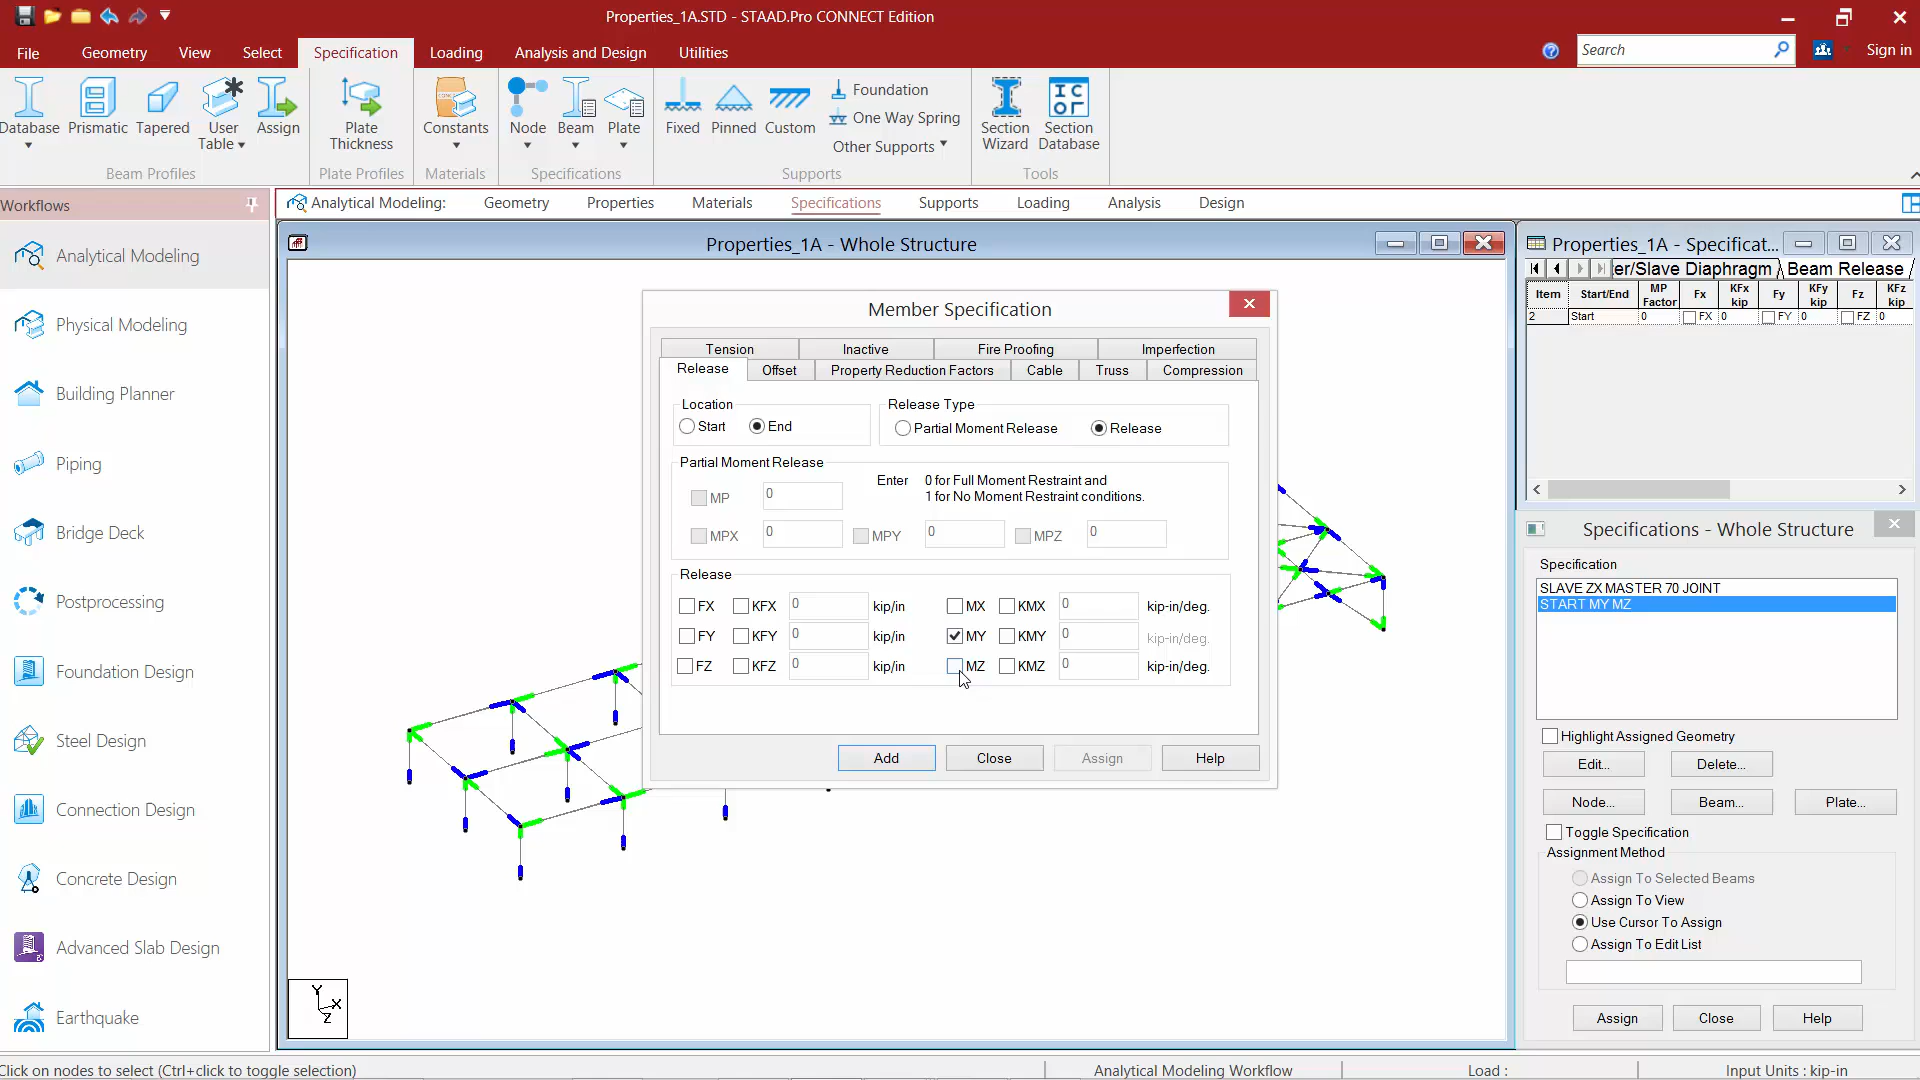 Properties_1A.STD - STAAD.Pro CONNECT Edition
File
Geometry
View
Select
Specification
Loading
Analysis and Design
Utilities
Search
Sign in
Database
Prismatic
Tapered
User
Table
Assign
Beam Profiles
Plate
Thickness
Plate Profiles
Constants
Materials
Node
Beam
Plate
Specifications
Fixed
Pinned
Custom
Foundation
One Way Spring
Other Supports
Supports
Section
Wizard
Section
Database
Tools
Workflows
Analytical Modeling
Physical Modeling
Building Planner
Piping
Bridge Deck
Postprocessing
Foundation Design
Steel Design
Connection Design
Concrete Design
Advanced Slab Design
Earthquake
Analytical Modeling:
Geometry
Properties
Materials
Specifications
Supports
Loading
Analysis
Design
Properties_1A - Whole Structure
Member Specification
Tension
Inactive
Fire Proofing
Imperfection
Release
Offset
Property Reduction Factors
Cable
Truss
Compression
Location
Start
End
Release Type
Partial Moment Release
Release
Partial Moment Release
Enter
0 for Full Moment Restraint and
1 for No Moment Restraint conditions.
MP
0
MPX
0
MPY
0
MPZ
0
Release
FX
KFX
0
kip/in
MX
KMX
0
kip-in/deg.
FY
KFY
0
kip/in
MY
KMY
0
kip-in/deg.
FZ
KFZ
0
kip/in
MZ
KMZ
0
kip-in/deg.
Add
Close
Assign
Help
Y
X
Z
Properties_1A - Specificat...
er/Slave Diaphragm
Beam Release
Item
Start/End
MP
Factor
Fx
KFx
kip
Fy
KFy
kip
Fz
KFz
kip
2
Start
0
FX
0
FY
0
FZ
0
Specifications - Whole Structure
Specification
SLAVE ZX MASTER 70 JOINT
START MY MZ
Highlight Assigned Geometry
Edit...
Delete...
Node...
Beam...
Plate...
Toggle Specification
Assignment Method
Assign To Selected Beams
Assign To View
Use Cursor To Assign
Assign To Edit List
Assign
Close
Help
Click on nodes to select (Ctrl+click to toggle selection)
Analytical Modeling Workflow
Load :
Input Units : kip-in